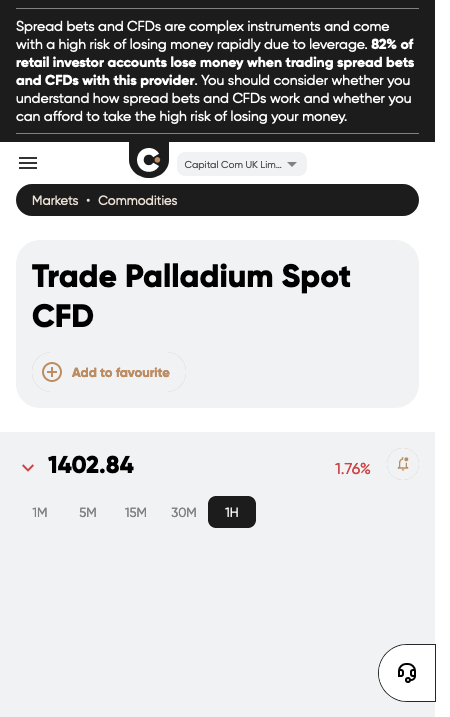 Spread bets and CFDs are complex instruments and come
with a high risk of losing money rapidly due to leverage. 82% of
retail investor accounts lose money when trading spread bets
and CFDs with this provider. You should consider whether you
understand how spread bets and CFDs work and whether you
can afford to take the high risk of losing your money.
Capital Com UK Lim...
Markets • Commodities
Trade Palladium Spot
CFD
Add to favourite
1402.84 1.76%
1M 5M 15M 30M 1H